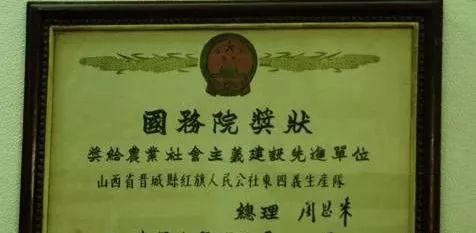 國務院獎狀
獎給農業社會主義建設先進單位
山西省晋城縣紅旗人民公社東四義生產隊
總理 周恩来